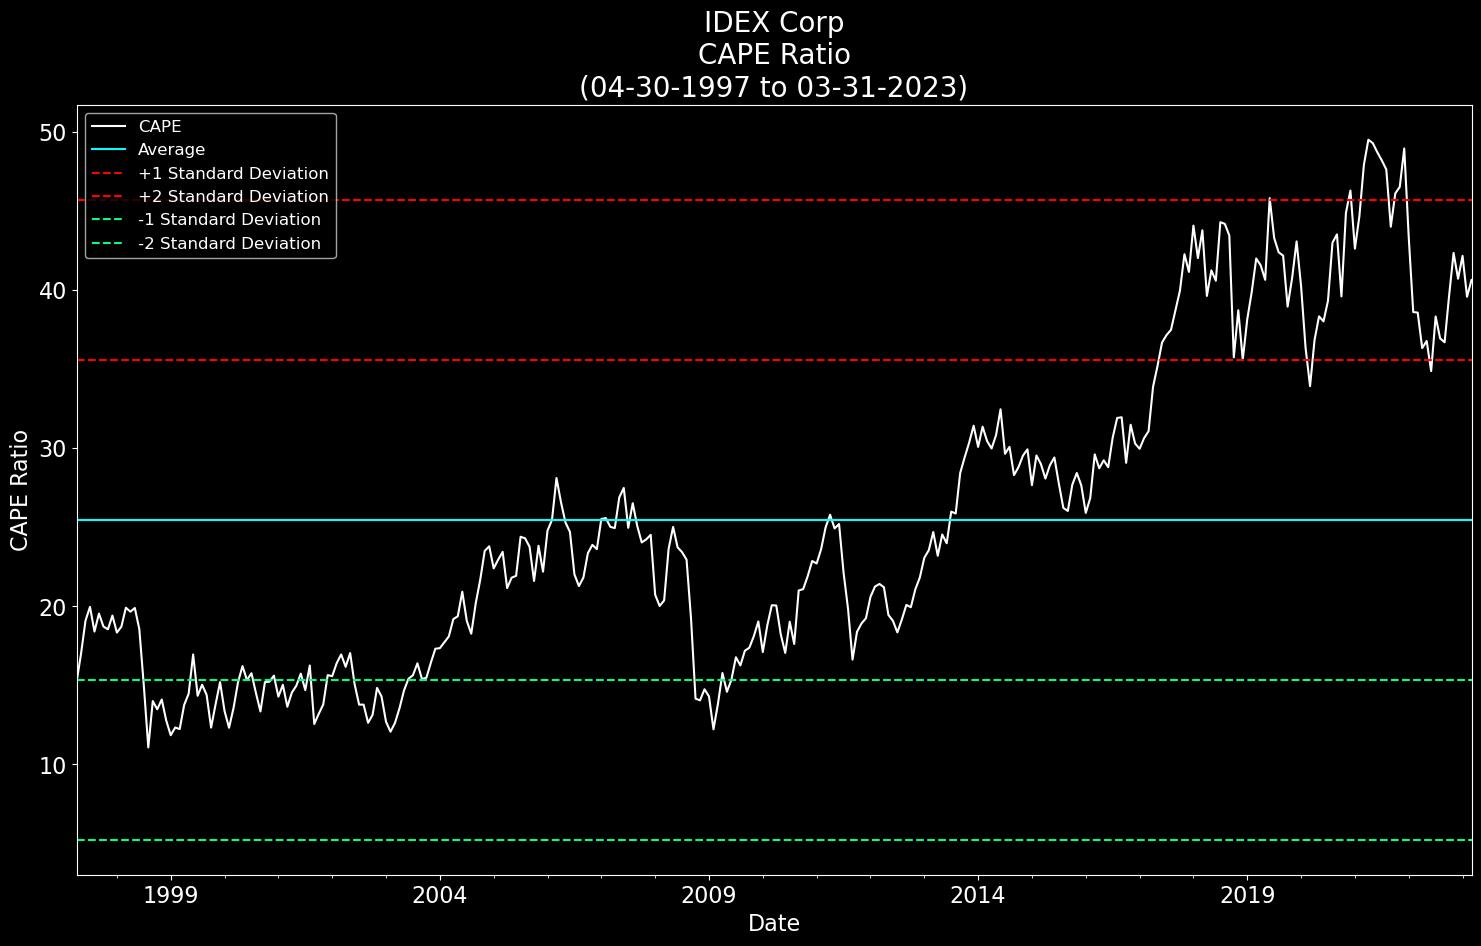 IDEX Corp
CAPE Ratio
(04-30-1997 to 03-31-2023)
CAPE
Average
+1 Standard Deviation
+2 Standard Deviation
-1 Standard Deviation
-2 Standard Deviation
50
40
30
20
10
CAPE Ratio
1999
2004
2009
2014
2019
Date